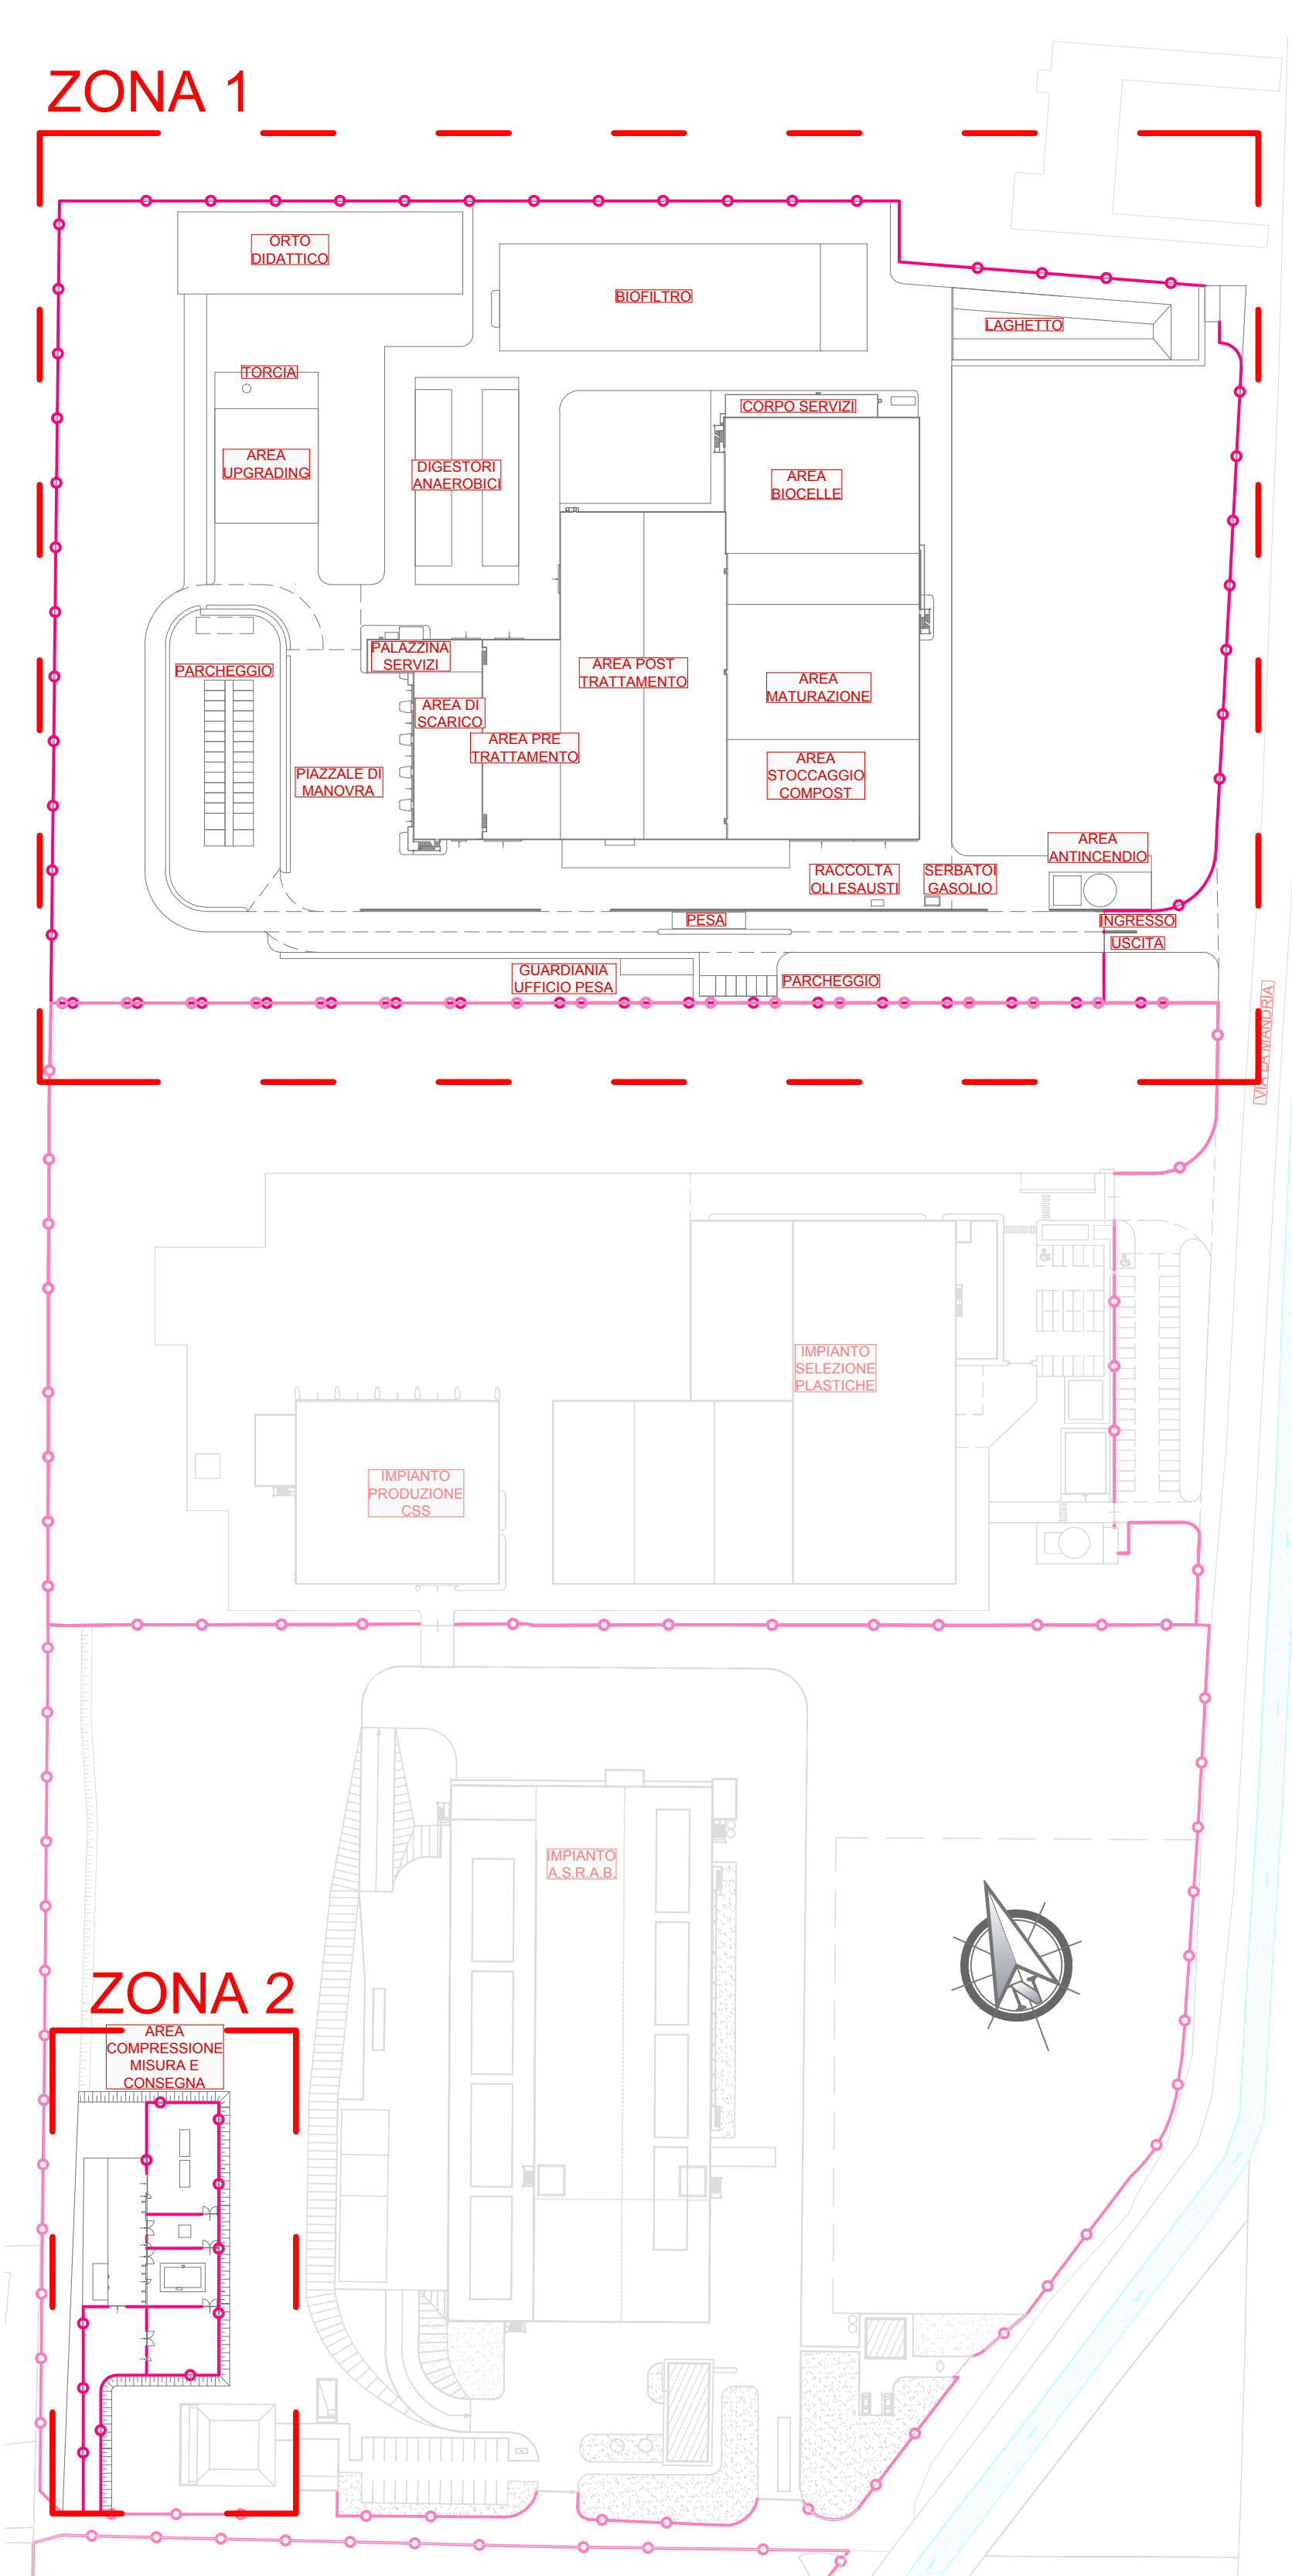 ZONA 1
ORTO
DIDATTICO
BIOFILTRO
LAGHETTO
TORCIA
CORPO SERVIZI
AREA
UPGRADING
DIGESTORI
ANAEROBICI
AREA
BIOCELLE
PALAZZINA
SERVIZI
PARCHEGGIO
AREA POST
TRATTAMENTO
AREA
MATURAZIONE
AREA DI
SCARICO
AREA PRE
TRATTAMENTO
PIAZZALE DI
MANOVRA
AREA
STOCCAGGIO
COMPOST
AREA
ANTINCENDIO
RACCOLTA
OLI ESAUSTI
SERBATOI
GASOLIO
PESA
INGRESSO
USCITA
GUARDIANIA
UFFICIO PESA
PARCHEGGIO
VIA LA MANDRIA
IMPIANTO
SELEZIONE
PLASTICHE
IMPIANTO
PRODUZIONE
CSS
IMPIANTO
A.S.R.A.B.
N
ZONA 2
AREA
COMPRESSIONE
MISURA E
CONSEGNA